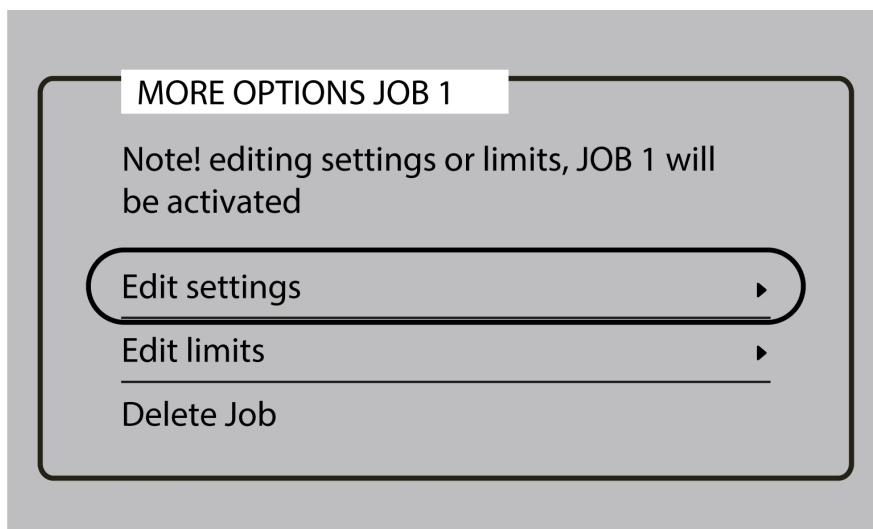 MORE OPTIONS JOB 1
Note! editing settings or limits, JOB 1 will
be activated
Edit settings
Edit limits
Delete Job